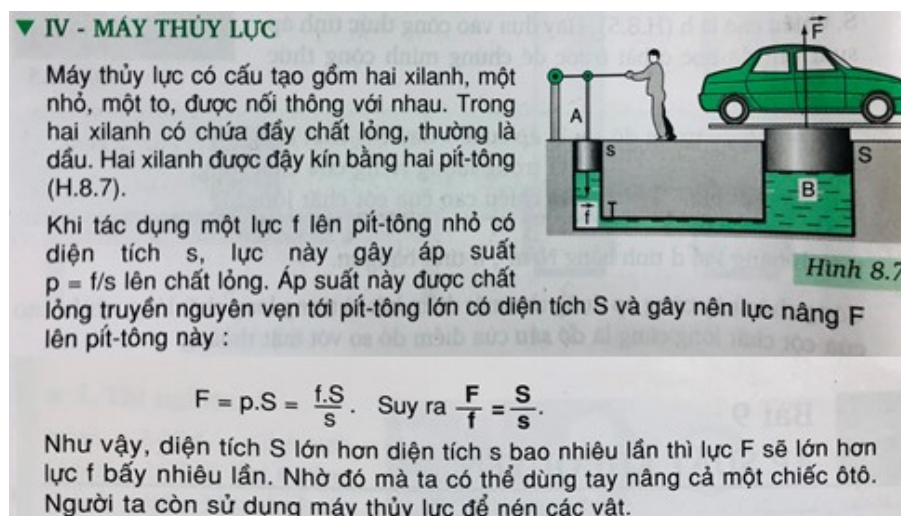 ▼ IV - MÁY THỦY LỰC
Máy thủy lực có cấu tạo gồm hai xilanh, một
nhỏ, một to, được nối thông với nhau. Trong
hai xilanh có chứa đầy chất lỏng, thường là
dầu. Hai xilanh được đậy kín bằng hai pít-tông
(H.8.7).
Khi tác dụng một lực f lên pít-tông nhỏ có
diện tích s, lực này gây áp suất
p = f/s lên chất lỏng. Áp suất này được chất
lỏng truyền nguyên vẹn tới pít-tông lớn có diện tích S và gây nên lực nâng F
lên pít-tông này :
F
A
s
S
B
f
Hình 8.7
F = p.S = f.S/s. Suy ra F/f = S/s.
Như vậy, diện tích S lớn hơn diện tích s bao nhiêu lần thì lực F sẽ lớn hơn
lực f bấy nhiêu lần. Nhờ đó mà ta có thể dùng tay nâng cả một chiếc ôtô.
Người ta còn sử dụng máy thủy lực để nén các vật.